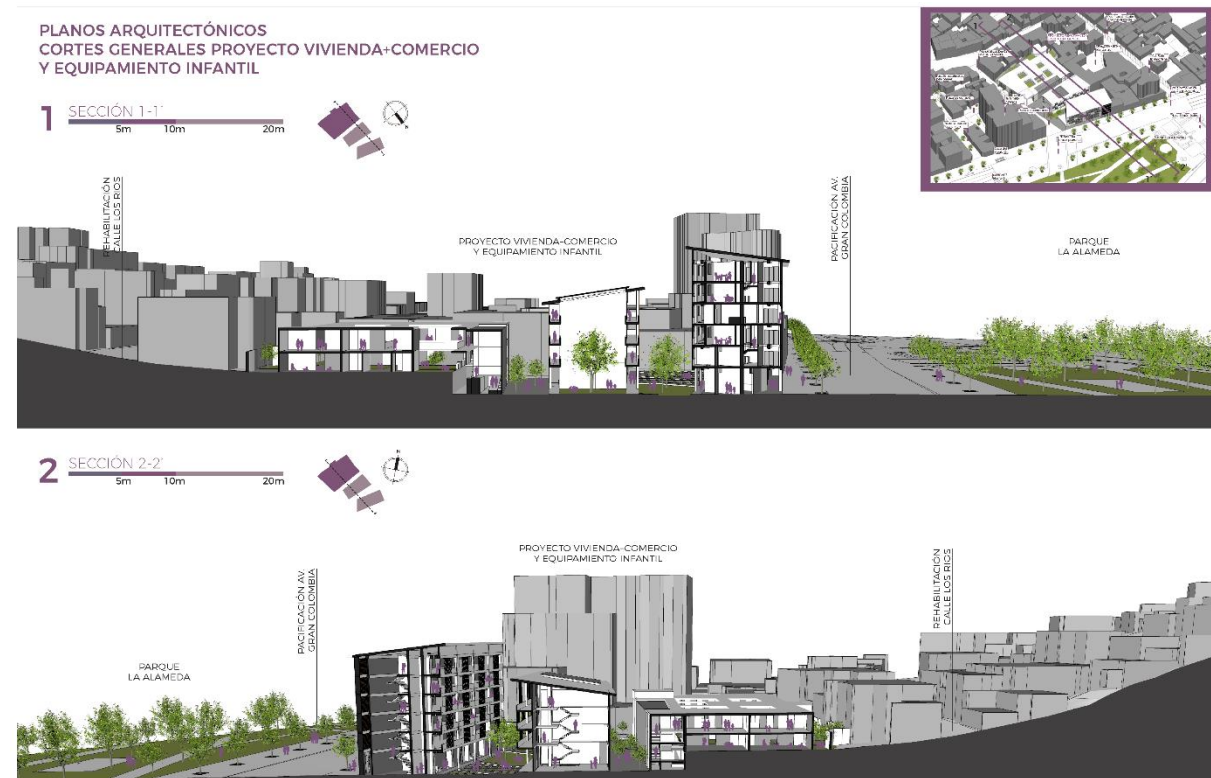 PLANOS ARQUITECTÓNICOS
CORTES GENERALES PROYECTO VIVIENDA+COMERCIO
Y EQUIPAMIENTO INFANTIL
1 SECCIÓN 1-1'
5m 10m 20m
REHABILITACIÓN
CALLE LOS RIOS
PROYECTO VIVIENDA-COMERCIO
Y EQUIPAMIENTO INFANTIL
PACIFICACIÓN AV.
GRAN COLOMBIA
PARQUE
LA ALAMEDA
2 SECCIÓN 2-2'
5m 10m 20m
PARQUE
LA ALAMEDA
PACIFICACIÓN AV.
GRAN COLOMBIA
PROYECTO VIVIENDA-COMERCIO
Y EQUIPAMIENTO INFANTIL
REHABILITACIÓN
CALLE LOS RIOS